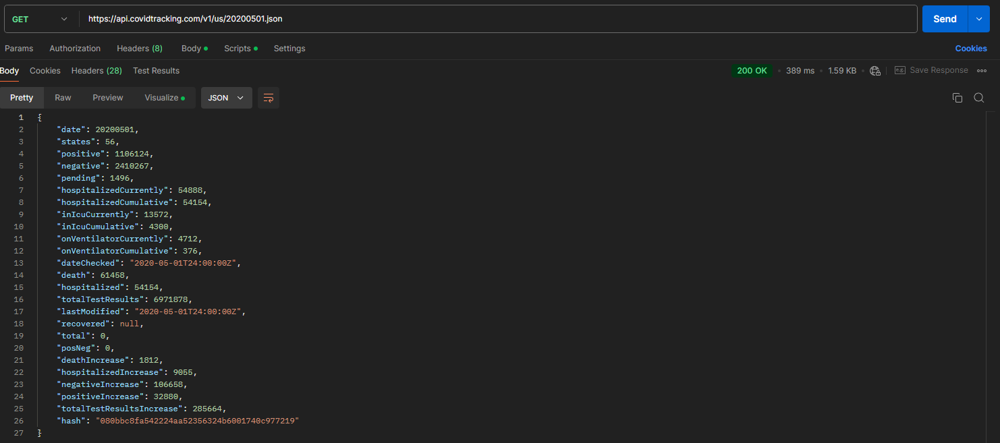 GET https://api.covidtracking.com/v1/us/20200501.json Send
Params Authorization Headers (8) Body Scripts Settings Cookies
Body Cookies Headers (28) Test Results 200 OK 389 ms 1.59 KB e.g. Save Response
Pretty Raw Preview Visualize JSON
1 {
2 "date": 20200501,
3 "states": 56,
4 "positive": 1106124,
5 "negative": 2410267,
6 "pending": 1496,
7 "hospitalizedCurrently": 54888,
8 "hospitalizedCumulative": 54154,
9 "inIcuCurrently": 13572,
10 "inIcuCumulative": 4300,
11 "onVentilatorCurrently": 4712,
12 "onVentilatorCumulative": 376,
13 "dateChecked": "2020-05-01T24:00:00Z",
14 "death": 61458,
15 "hospitalized": 54154,
16 "totalTestResults": 6971878,
17 "lastModified": "2020-05-01T24:00:00Z",
18 "recovered": null,
19 "total": 0,
20 "posNeg": 0,
21 "deathIncrease": 1812,
22 "hospitalizedIncrease": 9055,
23 "negativeIncrease": 106658,
24 "positiveIncrease": 32880,
25 "totalTestResultsIncrease": 285664,
26 "hash": "080bbc8fa542224aa52356324b6001740c977219"
27 }